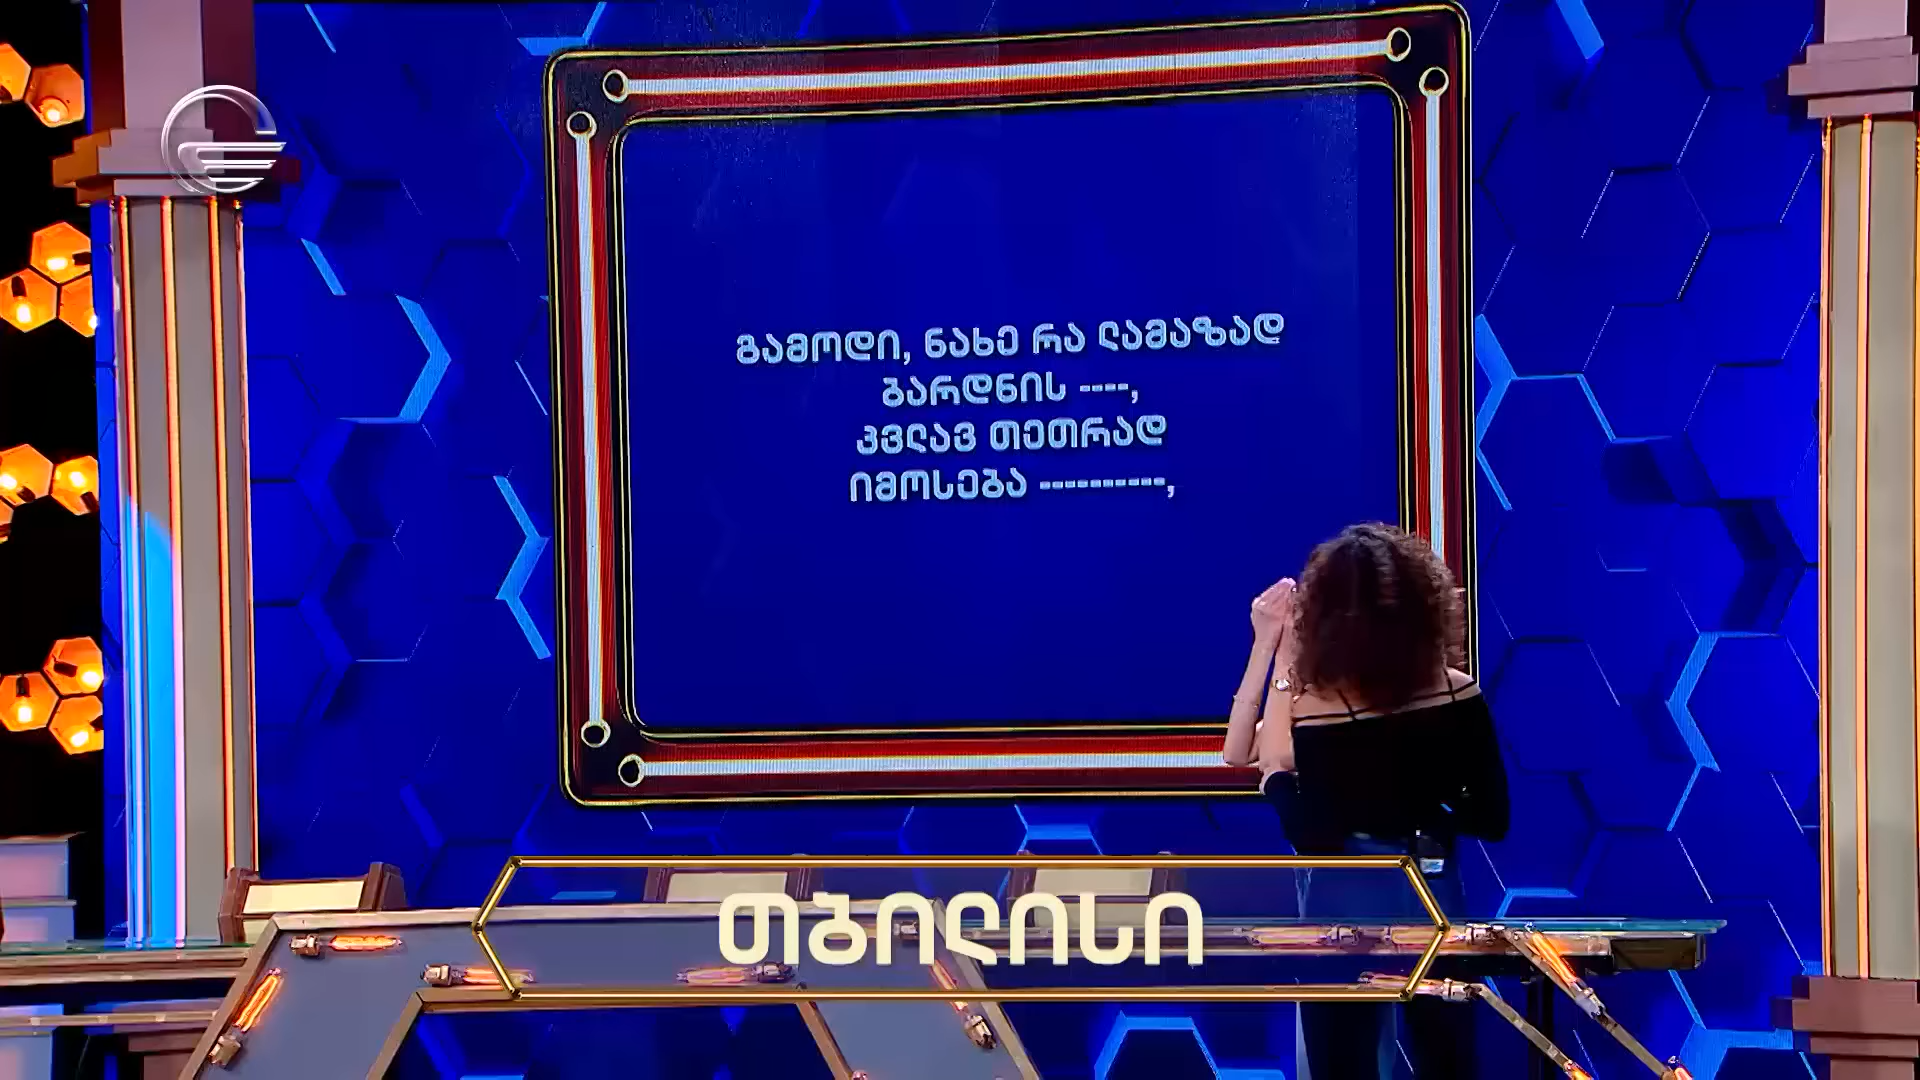 გამოდი, ნახე რა ლამაზად
ბარდნის ----,
კვლავ თეთრად
იმოსება ----------,
თბილისი